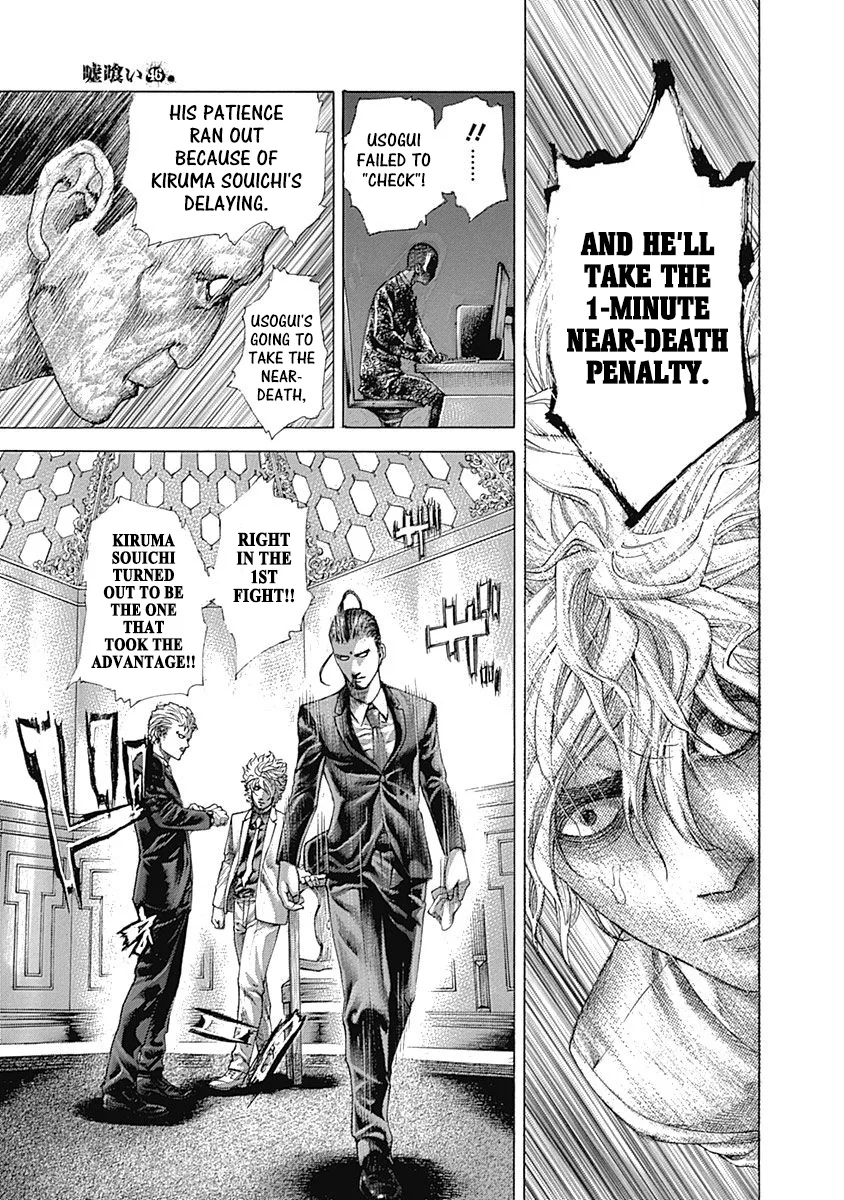 嘘喰い46.
AND HE'LL
TAKE THE
1-MINUTE
NEAR-DEATH
PENALTY.
!!
......
USOGUI
FAILED TO
"CHECK"!
HIS PATIENCE
RAN OUT
BECAUSE OF
KIRUMA SOUICHI'S
DELAYING.
USOGUI'S
GOING TO
TAKE THE
NEAR-
DEATH,
RIGHT
IN THE
1ST
FIGHT!!
KIRUMA
SOUICHI
TURNED
OUT TO BE
THE ONE
THAT
TOOK THE
ADVANTAGE!!